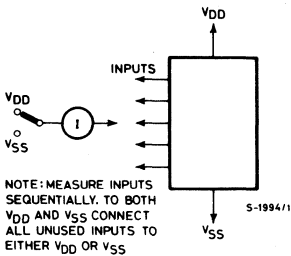 VDD
INPUTS
VDD
I
VSS
NOTE: MEASURE INPUTS
SEQUENTIALLY. TO BOTH
VDD AND VSS CONNECT
ALL UNUSED INPUTS TO
EITHER VDD OR VSS
S-1994/1
VSS